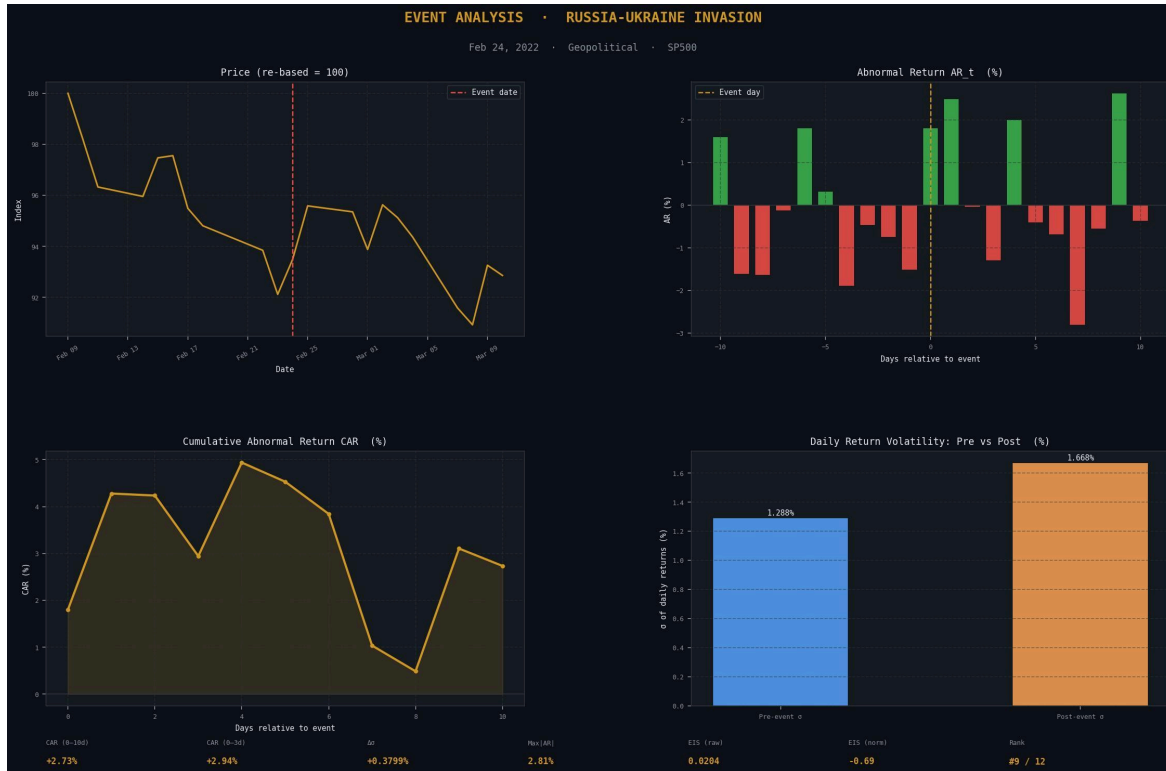 EVENT ANALYSIS · RUSSIA-UKRAINE INVASION
Feb 24, 2022 · Geopolitical · SP500
Price (re-based = 100)
Event date
100
98
96
94
92
Index
Feb 09
Feb 13
Feb 17
Feb 21
Feb 25
Mar 01
Mar 05
Mar 09
Date
Abnormal Return AR_t (%)
Event day
2
1
0
−1
−2
−3
AR (%)
−10
−5
0
5
10
Days relative to event
Cumulative Abnormal Return CAR (%)
5
4
3
2
1
0
CAR (%)
0
2
4
6
8
10
Days relative to event
Daily Return Volatility: Pre vs Post (%)
1.288%
1.668%
1.6
1.4
1.2
1.0
0.8
0.6
0.4
0.2
0.0
σ of daily returns (%)
Pre-event σ
Post-event σ
CAR (0–10d)
CAR (0–3d)
Δσ
Max|AR|
EIS (raw)
EIS (norm)
Rank
+2.73%
+2.94%
+0.3799%
2.81%
0.0204
-0.69
#9 / 12